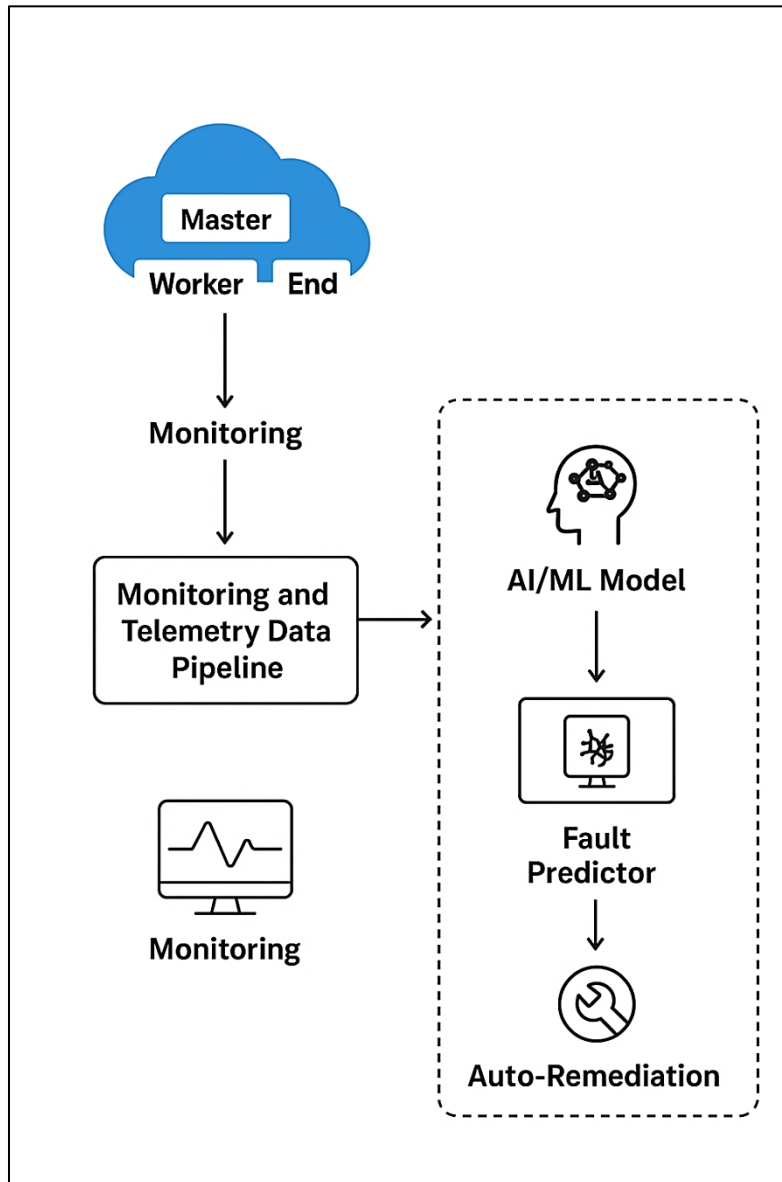 Master
Worker
End
Monitoring
Monitoring and
Telemetry Data
Pipeline
Monitoring
AI/ML Model
Fault
Predictor
Auto-Remediation